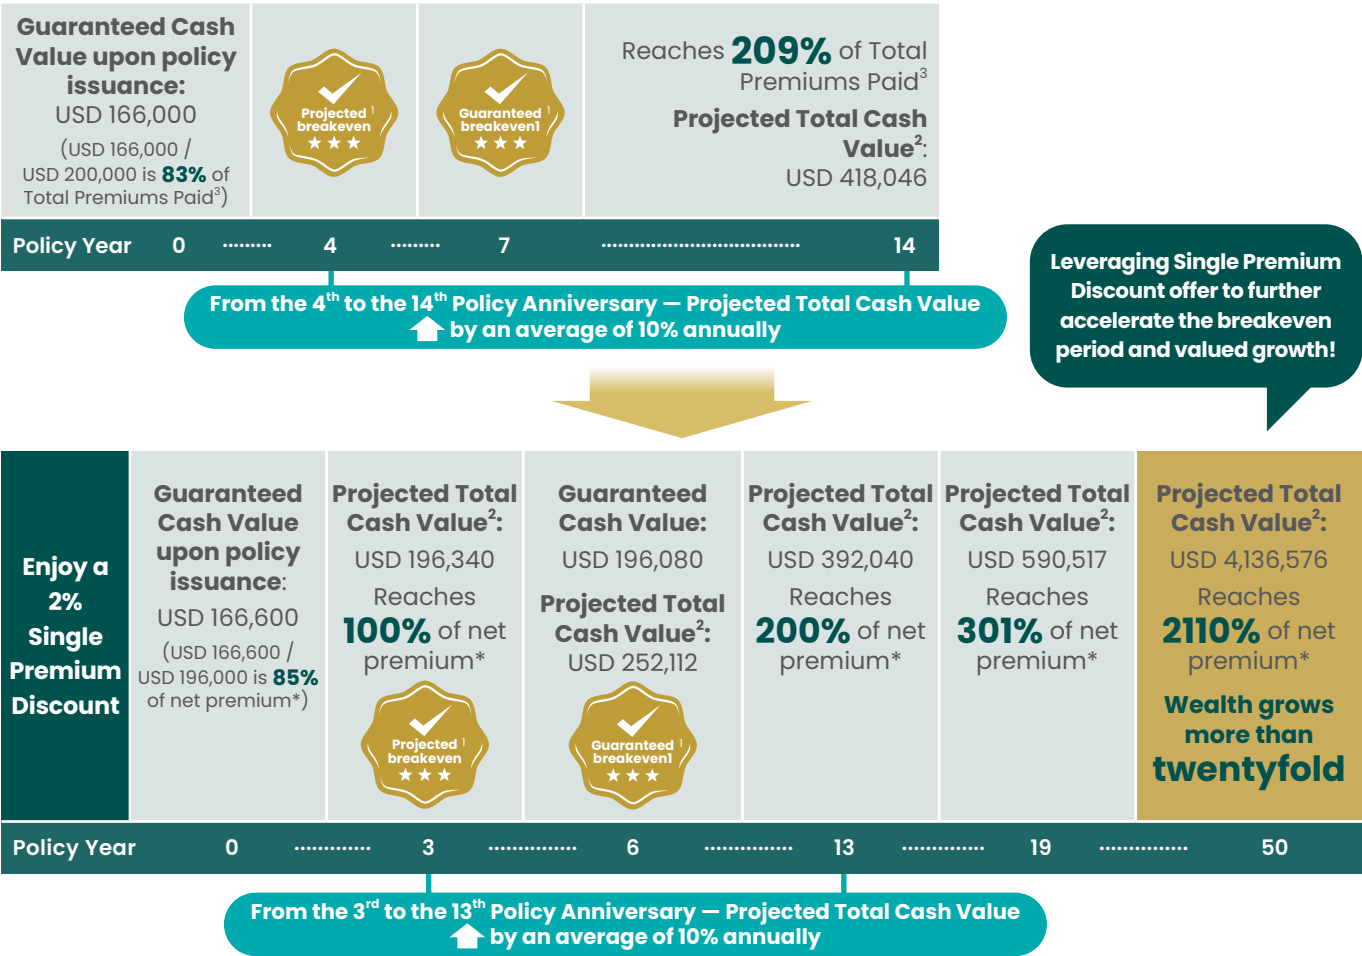 Guaranteed Cash
Value upon policy
issuance:
USD 166,000
(USD 166,000 /
USD 200,000 is 83% of
Total Premiums Paid³)
Projected ¹
breakeven
Guaranteed ¹
breakeven1
Reaches 209% of Total
Premiums Paid³
Projected Total Cash
Value²:
USD 418,046
Policy Year 0 ......... 4 ......... 7 .................................... 14
From the 4th to the 14th Policy Anniversary — Projected Total Cash Value
by an average of 10% annually
Leveraging Single Premium
Discount offer to further
accelerate the breakeven
period and valued growth!
Enjoy a
2%
Single
Premium
Discount
Guaranteed
Cash Value
upon policy
issuance:
USD 166,600
(USD 166,600 /
USD 196,000 is 85%
of net premium*)
Projected Total
Cash Value²:
USD 196,340
Reaches
100% of net
premium*
Projected ¹
breakeven
Guaranteed
Cash Value:
USD 196,080
Projected Total
Cash Value²:
USD 252,112
Guaranteed ¹
breakeven1
Projected Total
Cash Value²:
USD 392,040
Reaches
200% of net
premium*
Projected Total
Cash Value²:
USD 590,517
Reaches
301% of net
premium*
Projected Total
Cash Value²:
USD 4,136,576
Reaches
2110% of net
premium*
Wealth grows
more than
twentyfold
Policy Year 0 .............. 3 ................ 6 ................ 13 ............... 19 ................ 50
From the 3rd to the 13th Policy Anniversary — Projected Total Cash Value
by an average of 10% annually